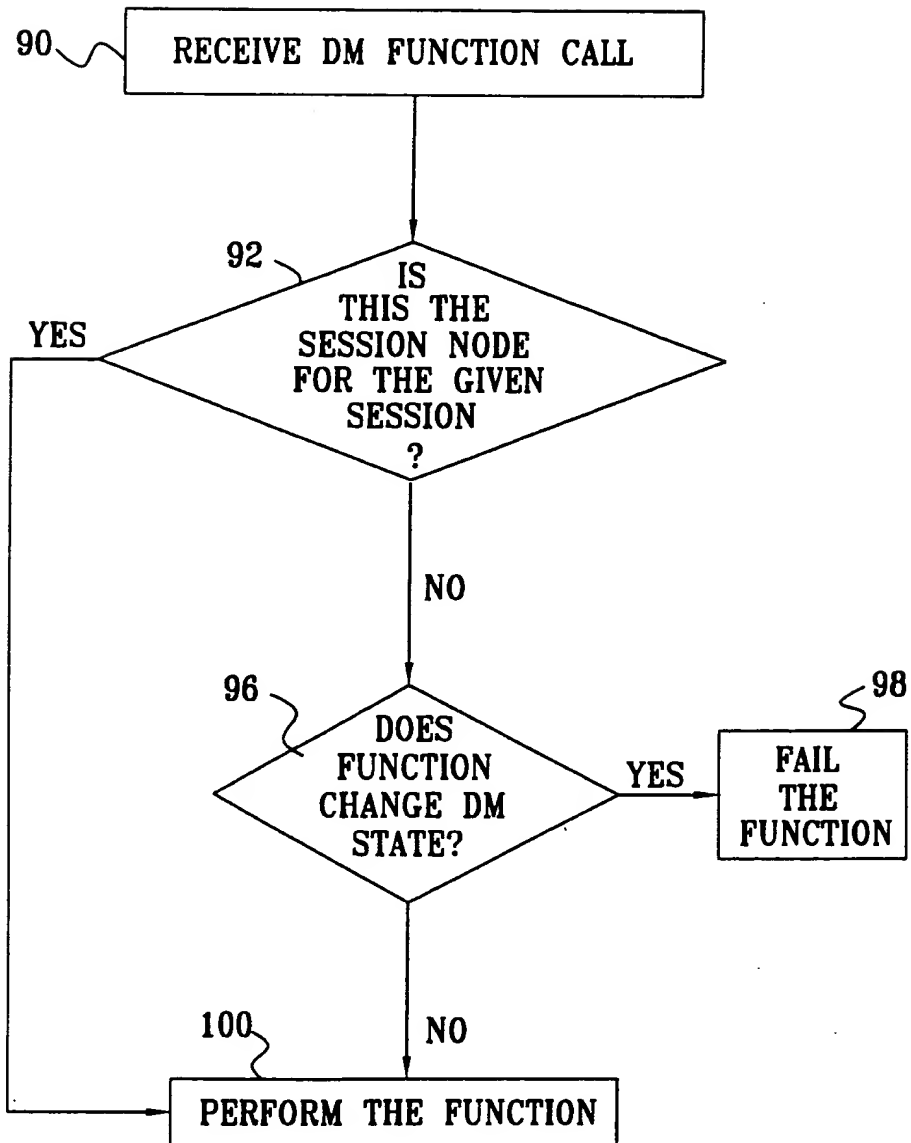 90
RECEIVE DM FUNCTION CALL
92
IS
THIS THE
SESSION NODE
FOR THE GIVEN
SESSION
?
YES
NO
96
DOES
FUNCTION
CHANGE DM
STATE?
YES
98
FAIL
THE
FUNCTION
NO
100
PERFORM THE FUNCTION